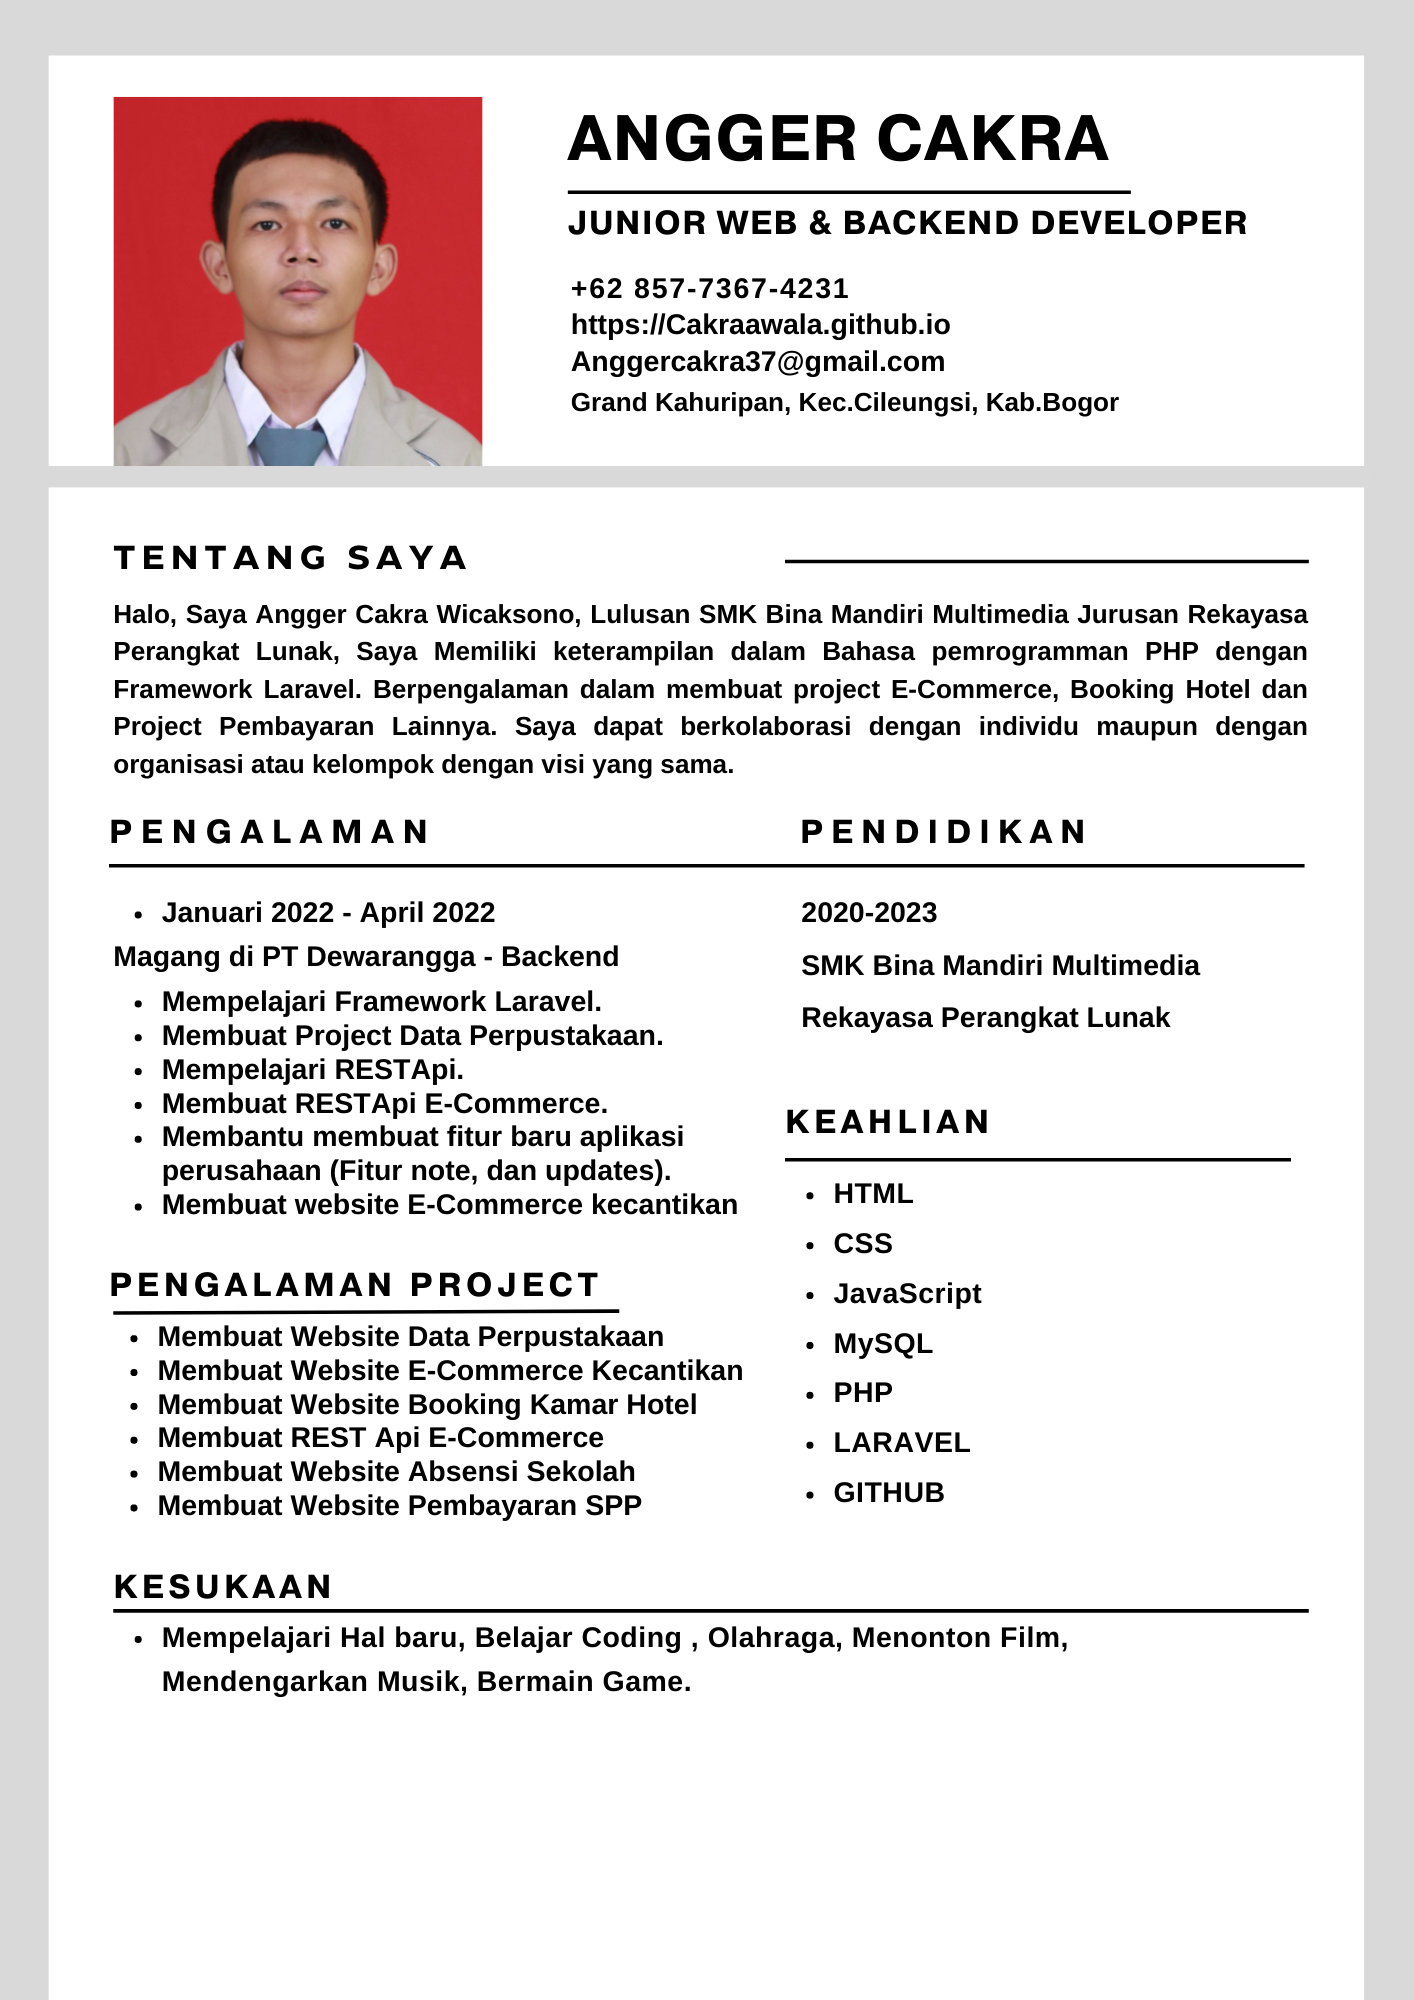 ANGGER CAKRA
JUNIOR WEB & BACKEND DEVELOPER
+62 857-7367-4231
https://Cakraawala.github.io
Anggercakra37@gmail.com
Grand Kahuripan, Kec.Cileungsi, Kab.Bogor
TENTANG SAYA
Halo, Saya Angger Cakra Wicaksono, Lulusan SMK Bina Mandiri Multimedia Jurusan Rekayasa
Perangkat Lunak, Saya Memiliki keterampilan dalam Bahasa pemrogramman PHP dengan
Framework Laravel. Berpengalaman dalam membuat project E-Commerce, Booking Hotel dan
Project Pembayaran Lainnya. Saya dapat berkolaborasi dengan individu maupun dengan
organisasi atau kelompok dengan visi yang sama.
PENGALAMAN
• Januari 2022 - April 2022
Magang di PT Dewarangga - Backend
• Mempelajari Framework Laravel.
• Membuat Project Data Perpustakaan.
• Mempelajari RESTApi.
• Membuat RESTApi E-Commerce.
• Membantu membuat fitur baru aplikasi
perusahaan (Fitur note, dan updates).
• Membuat website E-Commerce kecantikan
PENGALAMAN PROJECT
• Membuat Website Data Perpustakaan
• Membuat Website E-Commerce Kecantikan
• Membuat Website Booking Kamar Hotel
• Membuat REST Api E-Commerce
• Membuat Website Absensi Sekolah
• Membuat Website Pembayaran SPP
PENDIDIKAN
2020-2023
SMK Bina Mandiri Multimedia
Rekayasa Perangkat Lunak
KEAHLIAN
• HTML
• CSS
• JavaScript
• MySQL
• PHP
• LARAVEL
• GITHUB
KESUKAAN
• Mempelajari Hal baru, Belajar Coding , Olahraga, Menonton Film,
Mendengarkan Musik, Bermain Game.